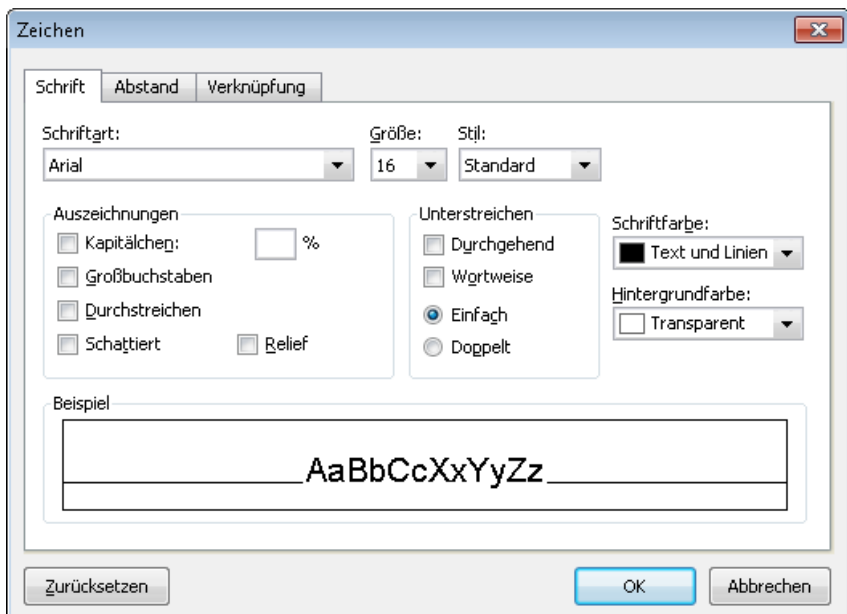 Zeichen
Schrift Abstand Verknüpfung
Schriftart: Größe: Stil:
Arial 16 Standard
Auszeichnungen
Kapitälchen: %
Großbuchstaben
Durchstreichen
Schattiert Relief
Unterstreichen
Durchgehend
Wortweise
Einfach
Doppelt
Schriftfarbe:
Text und Linien
Hintergrundfarbe:
Transparent
Beispiel
AaBbCcXxYyZz
Zurücksetzen OK Abbrechen